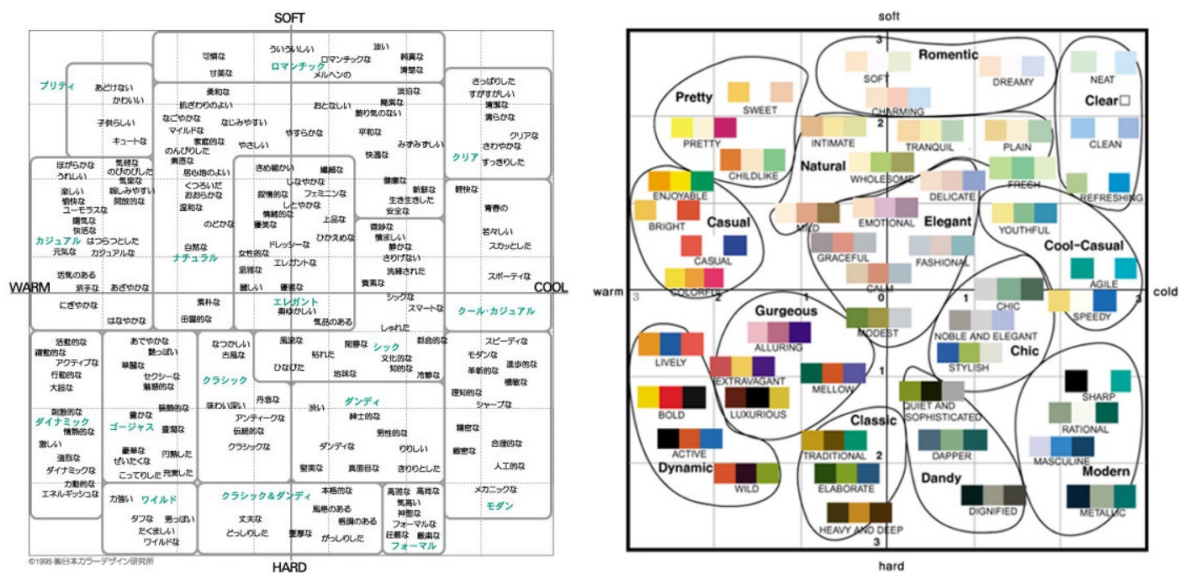 SOFT
ういういしい
淡い
可憐な
ロマンチックな
純真な
ロマンチック
甘美な
メルヘンの
清楚な
プリティ
あどけない
かわいい
子供らしい
キュートな
柔和な
淡泊な
肌ざわりのよい
おとなしい
簡素な
なごやかな
なじみやすい
飾り気のない
マイルドな
やすらかな
平和な
家庭的な
やさしい
みずみずしい
のんびりした
快適な
素直な
さっぱりした
すがすがしい
清潔な
清らかな
クリアな
さわやかな
クリア
すっきりした
ほがらかな
気軽な
うれしい
のびのびした
気楽な
楽しい
親しみやすい
愉快な
開放的な
ユーモラスな
陽気な
快活な
カジュアル
はつらつとした
元気な
カジュアルな
活気のある
派手な
あざやかな
にぎやかな
はなやかな
居心地のよい
くつろいだ
おおらかな
温和な
のどかな
自然な
ナチュラル
素朴な
田園的な
きめ細かい
繊細な
しなやかな
叙情的な
フェミニンな
しとやかな
情緒的な
上品な
優美な
ひかえめな
ドレッシーな
女性的な
エレガントな
優雅な
エレガント
奥ゆかしい
気品のある
健康な
新鮮な
生き生きした
安全な
微妙な
慎ましい
静かな
さりげない
洗練された
シックな
スマートな
しゃれた
軽快な
青春の
若々しい
スカッとした
スポーティな
クール・カジュアル
WARM
COOL
活動的な
躍動的な
アクティブな
行動的な
大胆な
刺激的な
ダイナミック
情熱的な
激しい
強烈な
ダイナミックな
力動的な
エネルギッシュな
あでやかな
艶っぽい
華麗な
セクシーな
魅惑的な
装飾的な
豊かな
ゴージャス
豪華な
円熟した
ぜいたくな
こってりした
充実した
なつかしい
古風な
クラシック
味わい深い
丹念な
アンティークな
伝統的な
クラシックな
風流な
閑静な
都会的な
枯れた
シック
文化的な
知的な
ひなびた
地味な
冷静な
ダンディ
渋い
紳士的な
男性的な
ダンディな
りりしい
堅実な
真面目な
きりりとした
スピーディな
モダンな
進歩的な
革新的な
機敏な
理知的な
シャープな
精密な
合理的な
緻密な
人工的な
メカニックな
モダン
力強い
ワイルド
タフな
男っぽい
たくましい
ワイルドな
クラシック&ダンディ
本格的な
風格のある
丈夫な
格調のある
どっしりした
重厚な
がっしりした
高雅な
高尚な
気高い
神聖な
フォーマルな
荘厳な
厳粛な
フォーマル
©1995 ㈱日本カラーデザイン研究所
HARD
soft
3
Romentic
SOFT
DREAMY
NEAT
Pretty
SWEET
CHARMING
Clear□
2
PRETTY
INTIMATE
TRANQUIL
PLAIN
CLEAN
CHILDLIKE
Natural
WHOLESOME
FRESH
ENJOYABLE
DELICATE
REFRESHING
BRIGHT
Casual
MILD
EMOTIONAL
Elegant
YOUTHFUL
CASUAL
GRACEFUL
FASHIONABLE
Cool-Casual
COLORFUL
CALM
AGILE
warm
3
2
1
0
1
2
3
cold
CHIC
SPEEDY
Gurgeous
MODEST
NOBLE AND ELEGANT
ALLURING
Chic
LIVELY
STYLISH
EXTRAVAGANT
MELLOW
1
SHARP
BOLD
LUXURIOUS
QUIET AND
SOPHISTICATED
RATIONAL
Classic
ACTIVE
TRADITIONAL
DAPPER
MASCULINE
Dynamic
2
WILD
ELABORATE
Dandy
Modern
DIGNIFIED
METALLIC
HEAVY AND DEEP
3
hard